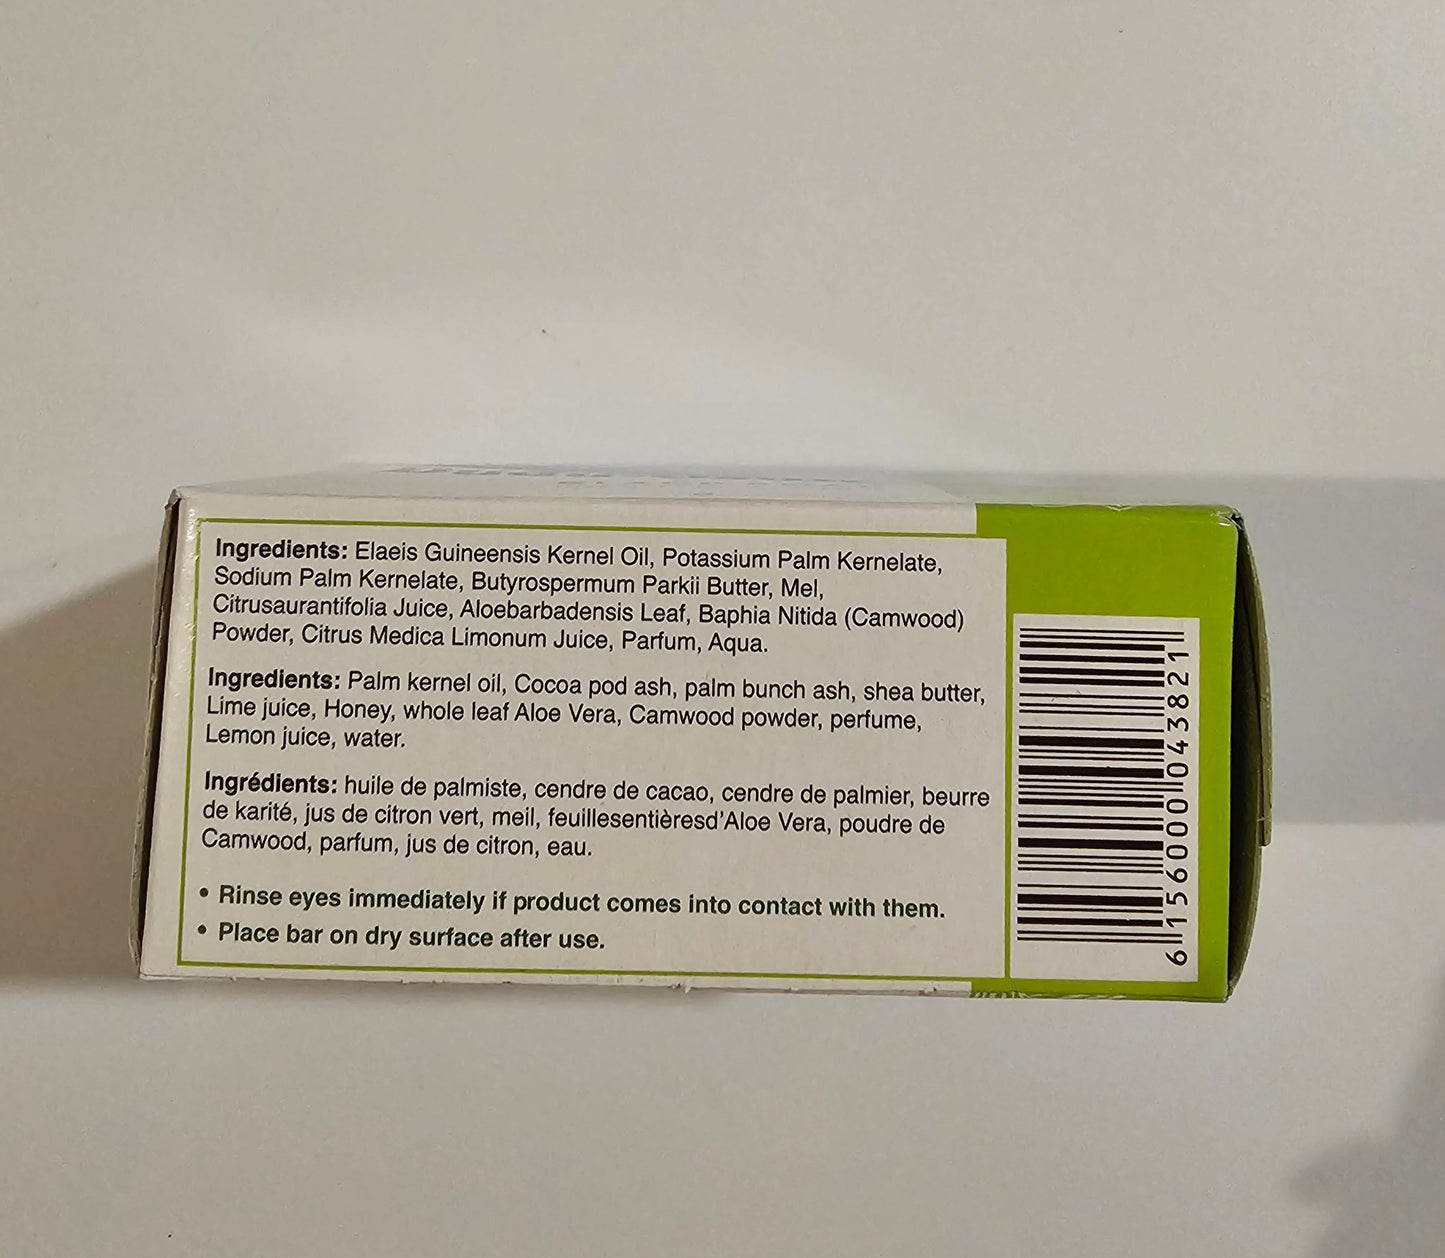 Ingredients: Elaeis Guineensis Kernel Oil, Potassium Palm Kernelate,
Sodium Palm Kernelate, Butyrospermum Parkii Butter, Mel,
Citrusaurantifolia Juice, Aloebarbadensis Leaf, Baphia Nitida (Camwood)
Powder, Citrus Medica Limonum Juice, Parfum, Aqua.
Ingredients: Palm kernel oil, Cocoa pod ash, palm bunch ash, shea butter,
Lime juice, Honey, whole leaf Aloe Vera, Camwood powder, perfume,
Lemon juice, water.
Ingrédients: huile de palmiste, cendre de cacao, cendre de palmier, beurre
de karité, jus de citron vert, meil, feuillesentièresd'Aloe Vera, poudre de
Camwood, parfum, jus de citron, eau.
• Rinse eyes immediately if product comes into contact with them.
• Place bar on dry surface after use.
6 156000 043821